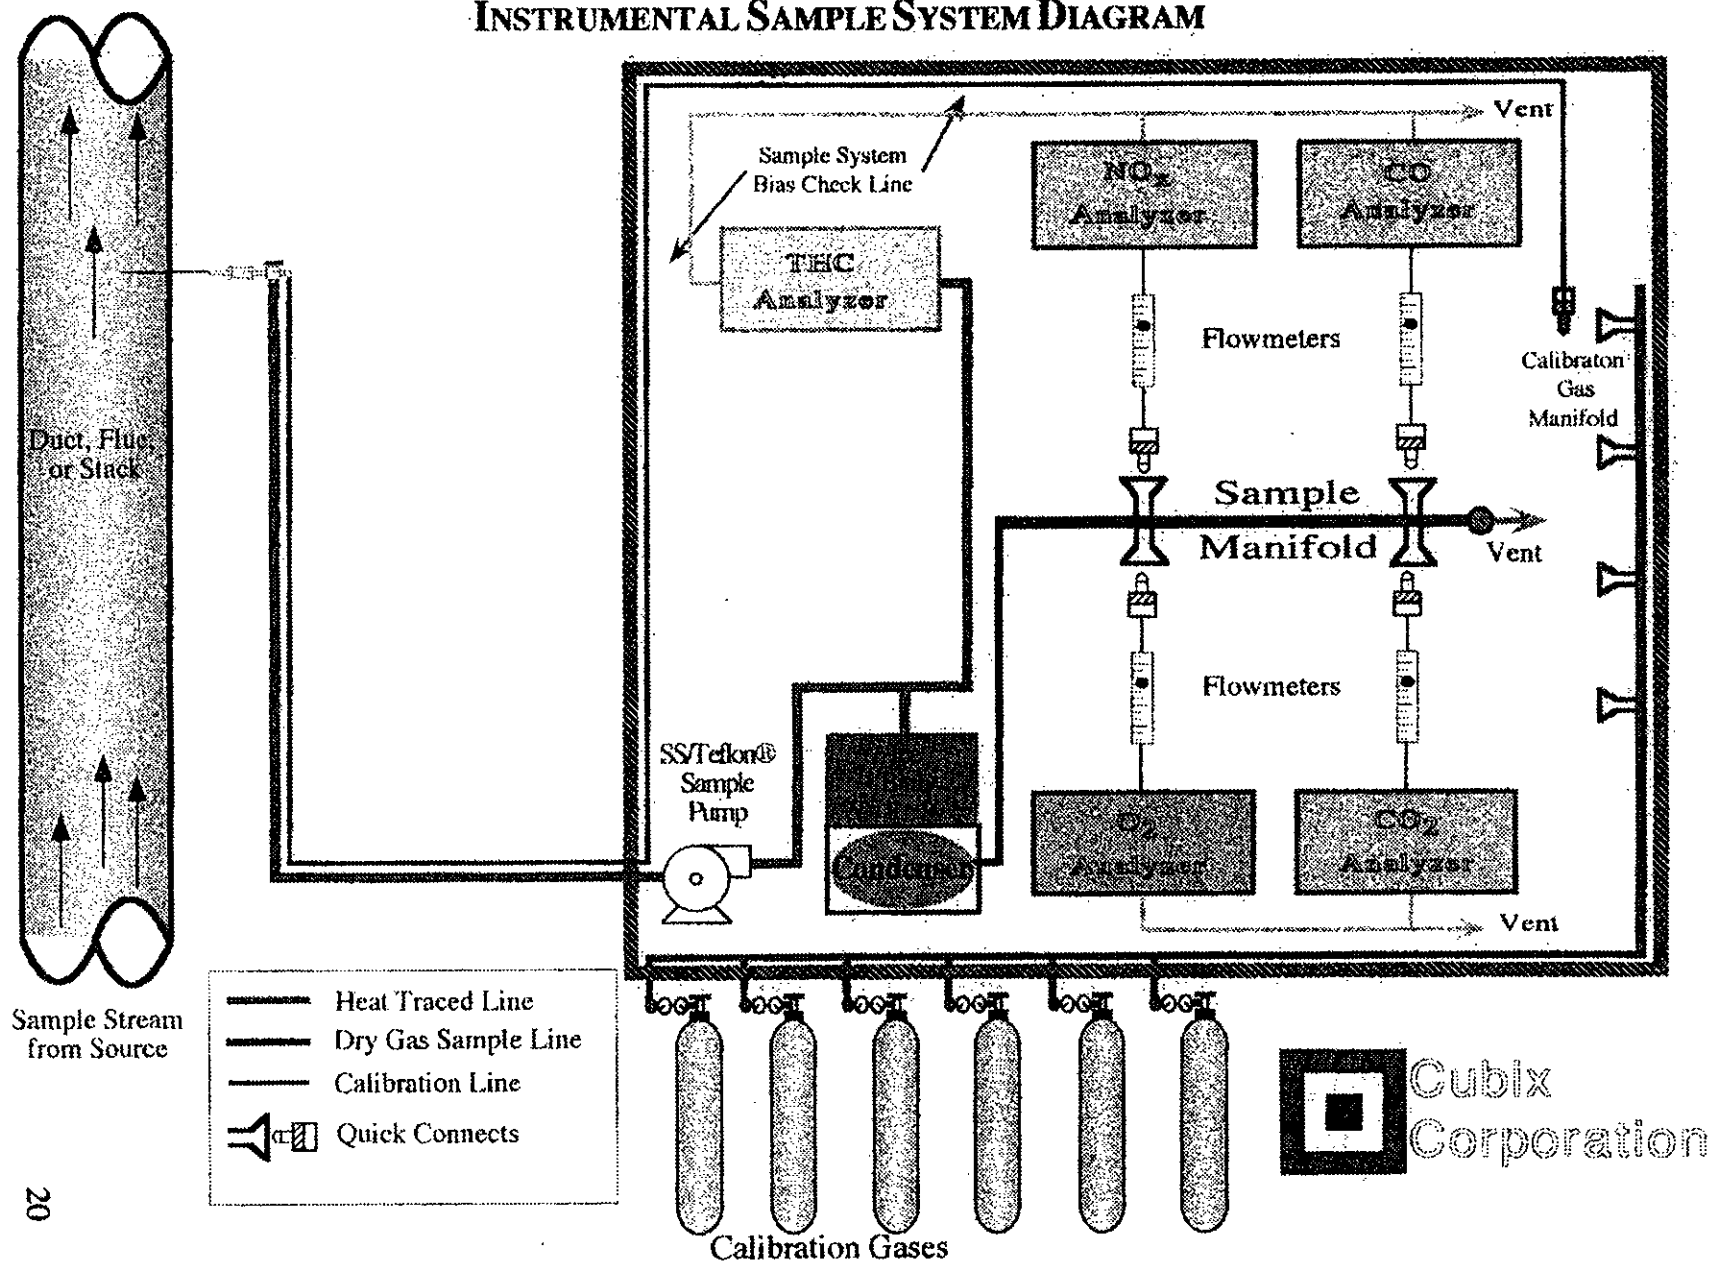 INSTRUMENTAL SAMPLE SYSTEM DIAGRAM
Vent
Sample System
Bias Check Line
NOx
Analyzer
CO
Analyzer
THC
Analyzer
Flowmeters
Calibraton
Gas
Manifold
Duct, Flue,
or Stack
Sample
Manifold
Vent
Flowmeters
SS/Teflon®
Sample
Pump
Condenser
O2
Analyzer
CO2
Analyzer
Vent
Sample Stream
from Source
Heat Traced Line
Dry Gas Sample Line
Calibration Line
Quick Connects
Calibration Gases
Cubix
Corporation
20